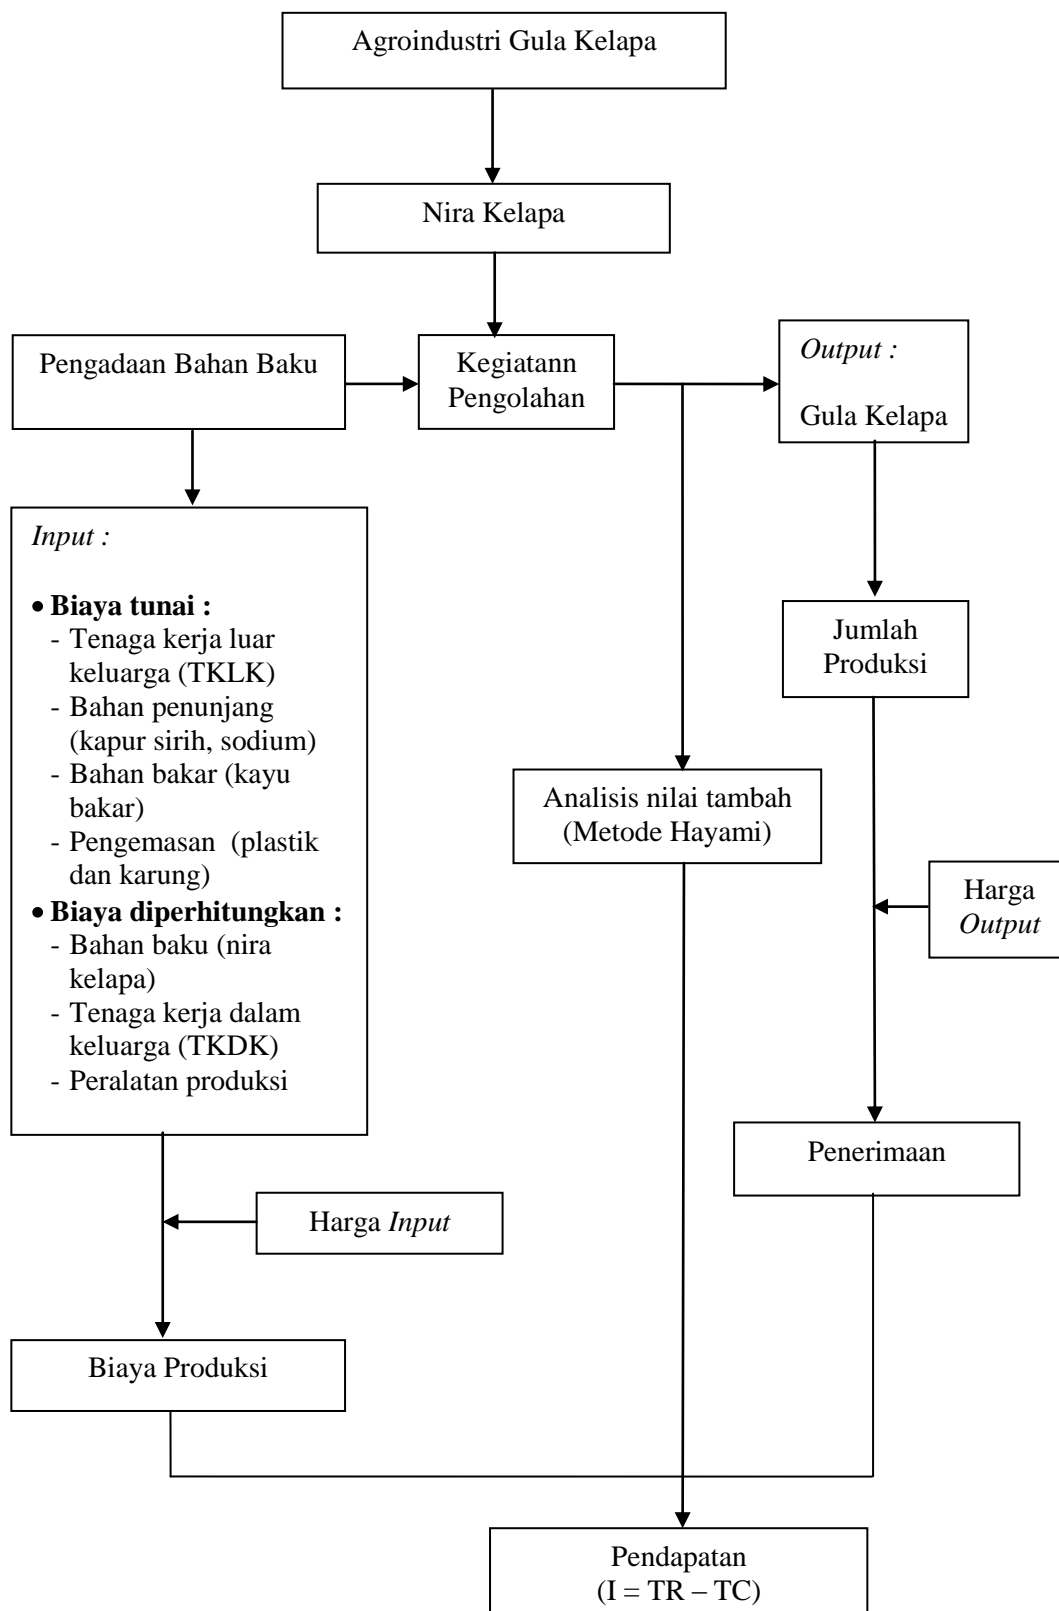 Agroindustri Gula Kelapa
Nira Kelapa
Pengadaan Bahan Baku
Kegiatann
Pengolahan
Output :
Gula Kelapa
Input :
• Biaya tunai :
- Tenaga kerja luar
keluarga (TKLK)
- Bahan penunjang
(kapur sirih, sodium)
- Bahan bakar (kayu
bakar)
- Pengemasan (plastik
dan karung)
• Biaya diperhitungkan :
- Bahan baku (nira
kelapa)
- Tenaga kerja dalam
keluarga (TKDK)
- Peralatan produksi
Jumlah
Produksi
Analisis nilai tambah
(Metode Hayami)
Harga
Output
Penerimaan
Harga Input
Biaya Produksi
Pendapatan
(I = TR – TC)